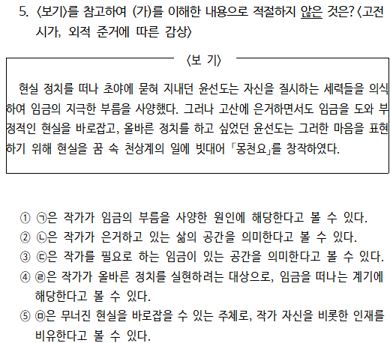 5. <보기>를 참고하여 (가)를 이해한 내용으로 적절하지 않은 것은? <고전
시가, 외적 준거에 따른 감상>
<보 기>
현실 정치를 떠나 초야에 묻혀 지내던 윤선도는 자신을 질시하는 세력들을 의식
하여 임금의 지극한 부름을 사양했다. 그러나 고산에 은거하면서도 임금을 도와 부
정적인 현실을 바로잡고, 올바른 정치를 하고 싶었던 윤선도는 그러한 마음을 표현
하기 위해 현실을 꿈 속 천상계의 일에 빗대어 「몽천요」를 창작하였다.
① ㉠은 작가가 임금의 부름을 사양한 원인에 해당한다고 볼 수 있다.
② ㉡은 작가가 은거하고 있는 삶의 공간을 의미한다고 볼 수 있다.
③ ㉢은 작가를 필요로 하는 임금이 있는 공간을 의미한다고 볼 수 있다.
④ ㉣은 작가가 올바른 정치를 실현하려는 대상으로, 임금을 떠나는 계기에
해당한다고 볼 수 있다.
⑤ ㉤은 무너진 현실을 바로잡을 수 있는 주체로, 작가 자신을 비롯한 인재를
비유한다고 볼 수 있다.